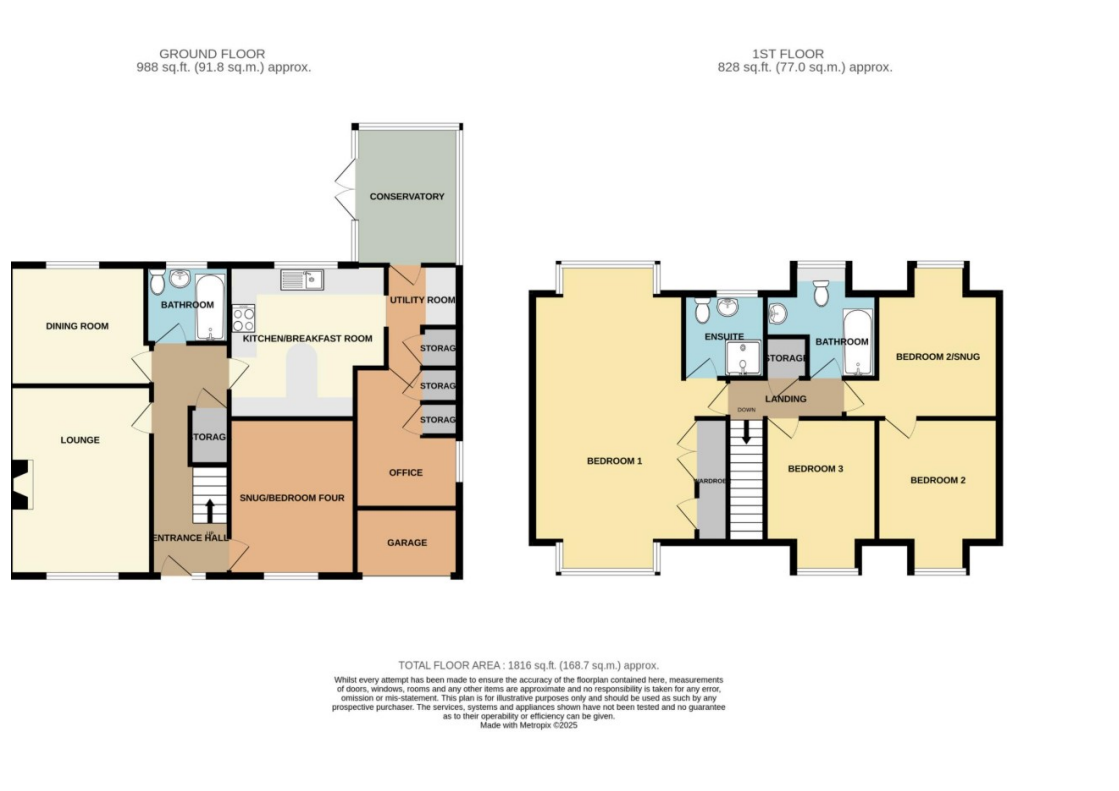 GROUND FLOOR
988 sq.ft. (91.8 sq.m.) approx.
1ST FLOOR
828 sq.ft. (77.0 sq.m.) approx.
CONSERVATORY
DINING ROOM
BATHROOM
UTILITY ROOM
KITCHEN/BREAKFAST ROOM
STORAG
STORAG
STORAG
LOUNGE
STORAG
OFFICE
SNUG/BEDROOM FOUR
UP
ENTRANCE HALL
GARAGE
ENSUITE
BATHROOM
STORAGE
BEDROOM 2/SNUG
LANDING
DOWN
BEDROOM 1
WARDROBE
BEDROOM 3
BEDROOM 2
TOTAL FLOOR AREA : 1816 sq.ft. (168.7 sq.m.) approx.
Whilst every attempt has been made to ensure the accuracy of the floorplan contained here, measurements
of doors, windows, rooms and any other items are approximate and no responsibility is taken for any error,
omission or mis-statement. This plan is for illustrative purposes only and should be used as such by any
prospective purchaser. The services, systems and appliances shown have not been tested and no guarantee
as to their operability or efficiency can be given.
Made with Metropix ©2025